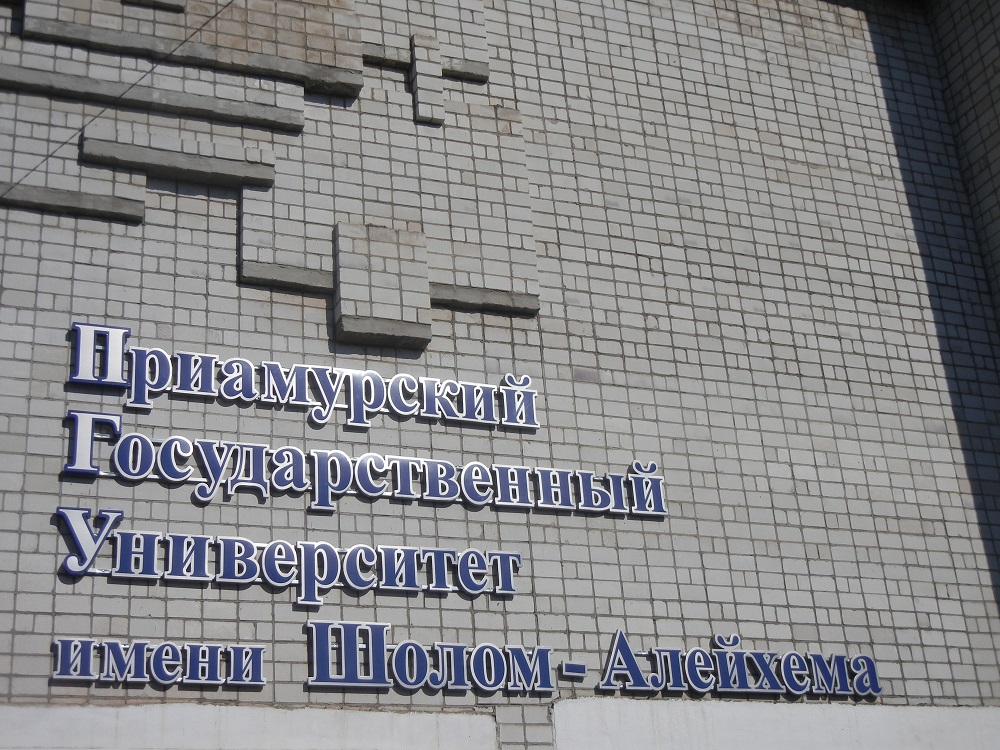 Приамурский
Государственный
Университет
имени Шолом-Алейхема